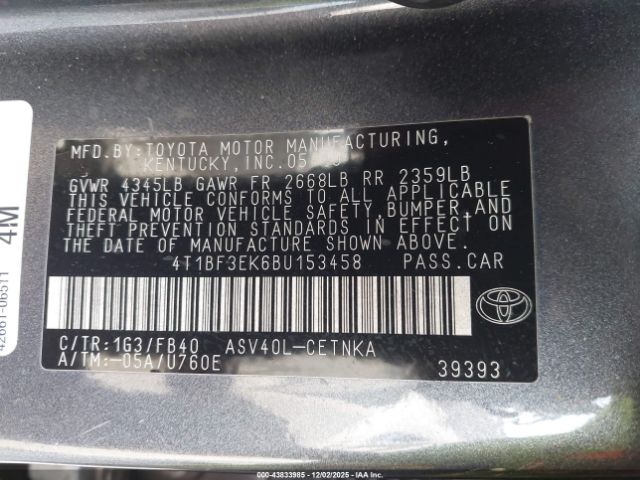 MFD.BY:TOYOTA MOTOR MANUFACTURING,
KENTUCKY,INC.05
GVWR 4345LB GAWR FR 2668LB RR 2359LB
THIS VEHICLE CONFORMS TO ALL APPLICABLE
FEDERAL MOTOR VEHICLE SAFETY,BUMPER,AND
THEFT PREVENTION STANDARDS IN EFFECT ON
THE DATE OF MANUFACTURE SHOWN ABOVE.
4T1BF3EK6BU153458 PASS.CAR
C/TR:1G3/FB40 ASV40L-CETNKA
A/TM:-05A/U760E 39393
4M
42661-06511
000-43833985 | 12/02/2025 - IAA Inc.